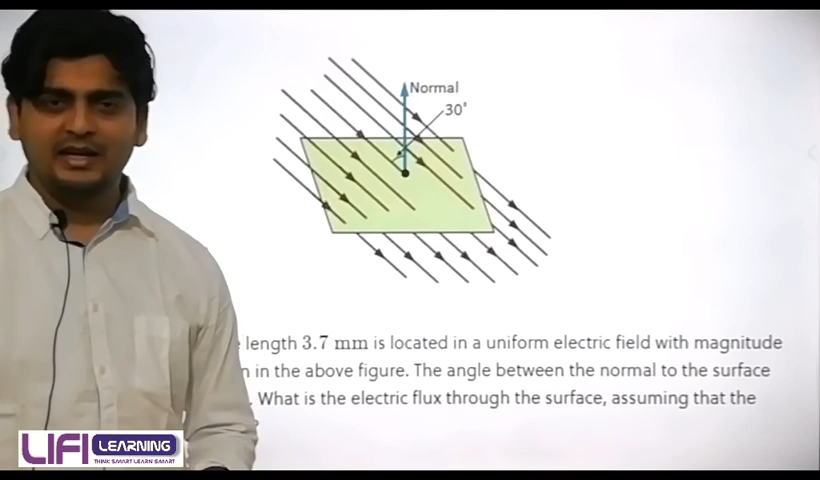 Normal
30°
length 3.7 mm is located in a uniform electric field with magnitude
in the above figure. The angle between the normal to the surface
. What is the electric flux through the surface, assuming that the
LIFI LEARNING
THINK SMART LEARN SMART